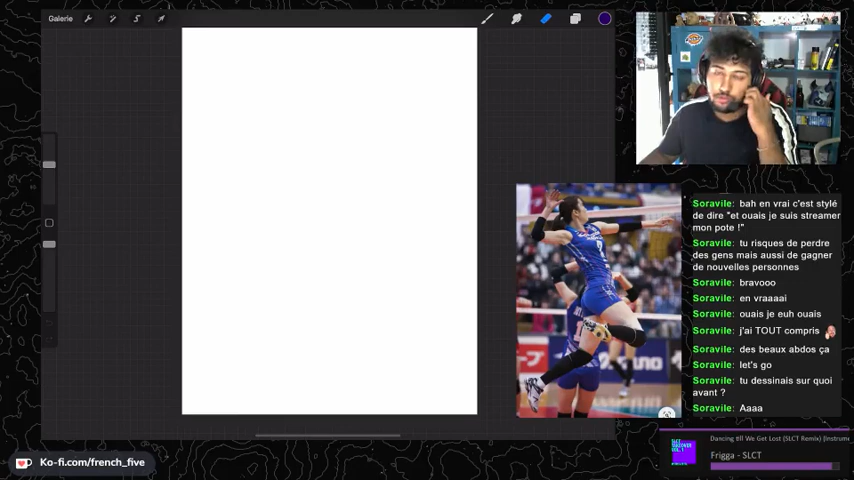 Galerie
Soravile: bah en vrai c'est stylé
de dire "et ouais je suis streamer
mon pote !"
Soravile: tu risques de perdre
des gens mais aussi de gagner
de nouvelles personnes
Soravile: bravooo
Soravile: en vraaaai
Soravile: ouais je euh ouais
Soravile: j'ai TOUT compris
Soravile: des beaux abdos ça
Soravile: let's go
Soravile: tu dessinais sur quoi
avant ?
Soravile: Aaaa
Dancing till We Get Lost (SLCT Remix) (Instrume
Frigga - SLCT
Ko-fi.com/french_five